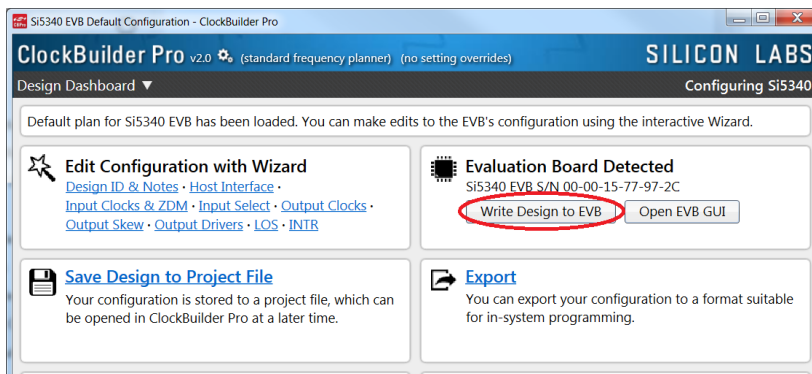 Si5340 EVB Default Configuration - ClockBuilder Pro
ClockBuilder Pro v2.0 (standard frequency planner) (no setting overrides)
SILICON LABS
Design Dashboard ▼
Configuring Si5340
Default plan for Si5340 EVB has been loaded. You can make edits to the EVB's configuration using the interactive Wizard.
Edit Configuration with Wizard
Design ID & Notes · Host Interface ·
Input Clocks & ZDM · Input Select · Output Clocks ·
Output Skew · Output Drivers · LOS · INTR
Evaluation Board Detected
Si5340 EVB S/N 00-00-15-77-97-2C
Write Design to EVB
Open EVB GUI
Save Design to Project File
Your configuration is stored to a project file, which can
be opened in ClockBuilder Pro at a later time.
Export
You can export your configuration to a format suitable
for in-system programming.